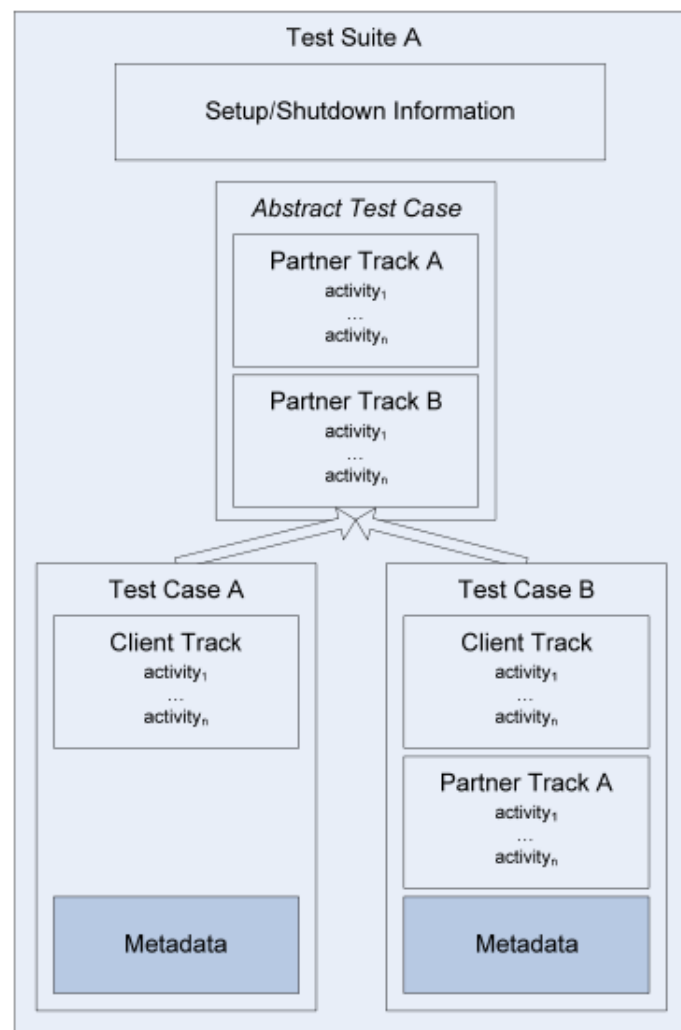 Test Suite A
Setup/Shutdown Information
Abstract Test Case
Partner Track A
activity₁
...
activityₙ
Partner Track B
activity₁
...
activityₙ
Test Case A
Client Track
activity₁
...
activityₙ
Metadata
Test Case B
Client Track
activity₁
...
activityₙ
Partner Track A
activity₁
...
activityₙ
Metadata